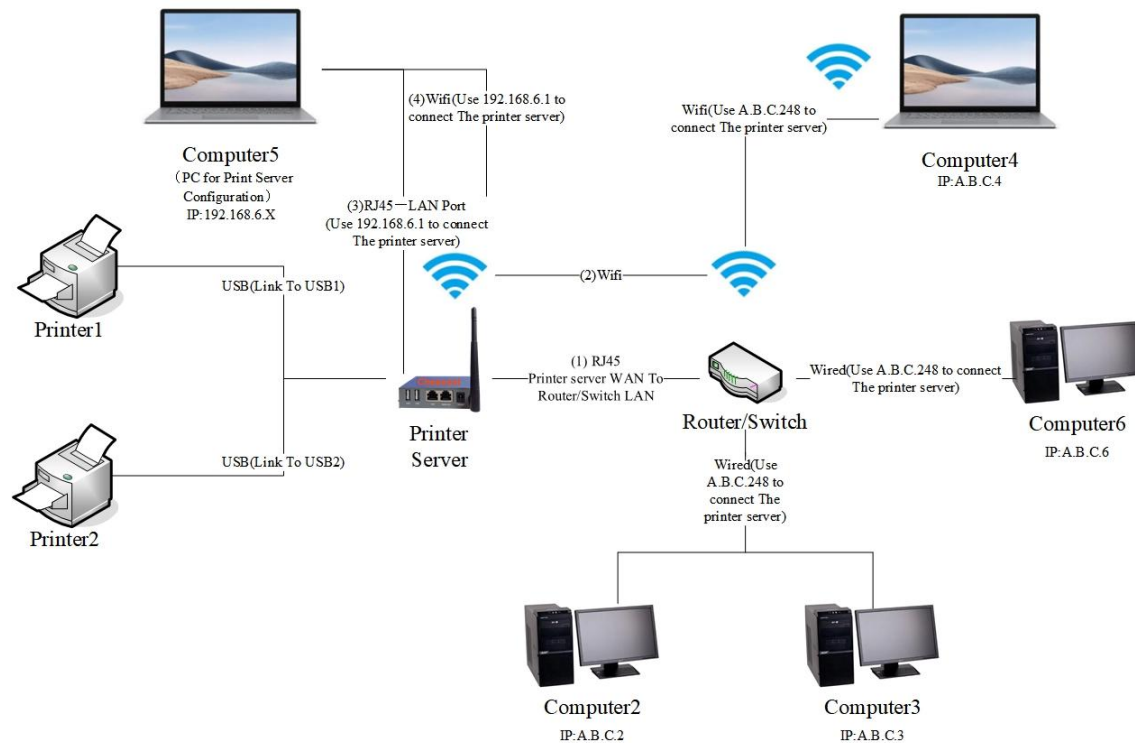 (4)Wifi(Use 192.168.6.1 to
connect The printer server)
Wifi(Use A.B.C.248 to
connect The printer server)
Computer5
(PC for Print Server
Configuration)
IP:192.168.6.X
Computer4
IP:A.B.C.4
(3)RJ45－LAN Port
(Use 192.168.6.1 to connect
The printer server)
(2)Wifi
USB(Link To USB1)
Printer1
(1) RJ45
Printer server WAN To
Router/Switch LAN
Wired(Use A.B.C.248 to connect
The printer server)
Printer
Server
Router/Switch
Computer6
IP:A.B.C.6
USB(Link To USB2)
Printer2
Wired(Use
A.B.C.248 to
connect The
printer server)
Computer2
IP:A.B.C.2
Computer3
IP:A.B.C.3